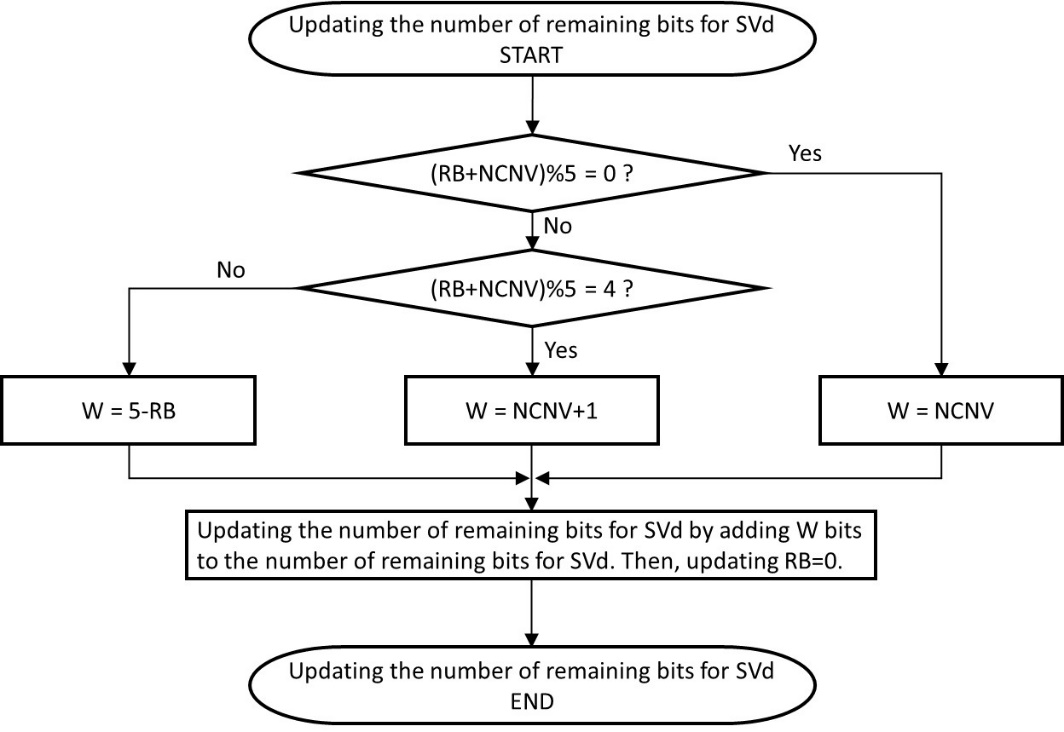 Updating the number of remaining bits for SVd
START
(RB+NCNV)%5 = 0 ?
Yes
No
(RB+NCNV)%5 = 4 ?
No
Yes
W = 5-RB
W = NCNV+1
W = NCNV
Updating the number of remaining bits for SVd by adding W bits
to the number of remaining bits for SVd. Then, updating RB=0.
Updating the number of remaining bits for SVd
END